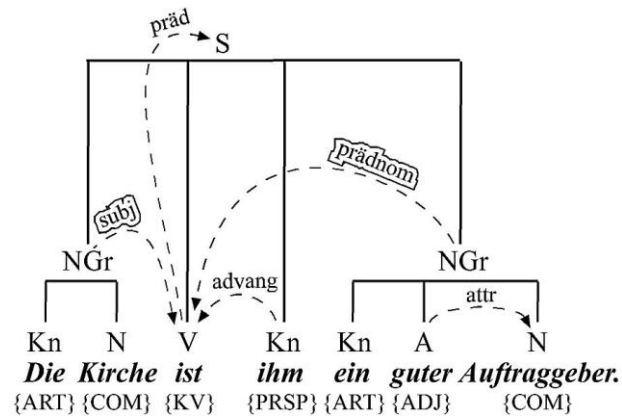 präd
S
prädnom
subj
NGr
advang
NGr
attr
Kn N V Kn Kn A N
Die Kirche ist ihm ein guter Auftraggeber.
{ART} {COM} {KV} {PRSP} {ART} {ADJ} {COM}